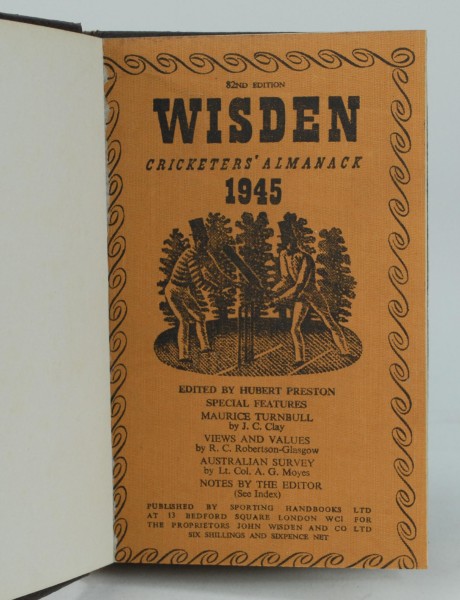 82ND EDITION
WISDEN
CRICKETERS' ALMANACK
1945
EDITED BY HUBERT PRESTON
SPECIAL FEATURES
MAURICE TURNBULL
by J. C. Clay
VIEWS AND VALUES
by R. C. Robertson-Glasgow
AUSTRALIAN SURVEY
by Lt. Col. A. G. Moyes
NOTES BY THE EDITOR
(See Index)
PUBLISHED BY SPORTING HANDBOOKS LTD
AT 13 BEDFORD SQUARE LONDON WC1 FOR
THE PROPRIETORS JOHN WISDEN AND CO LTD
SIX SHILLINGS AND SIXPENCE NET